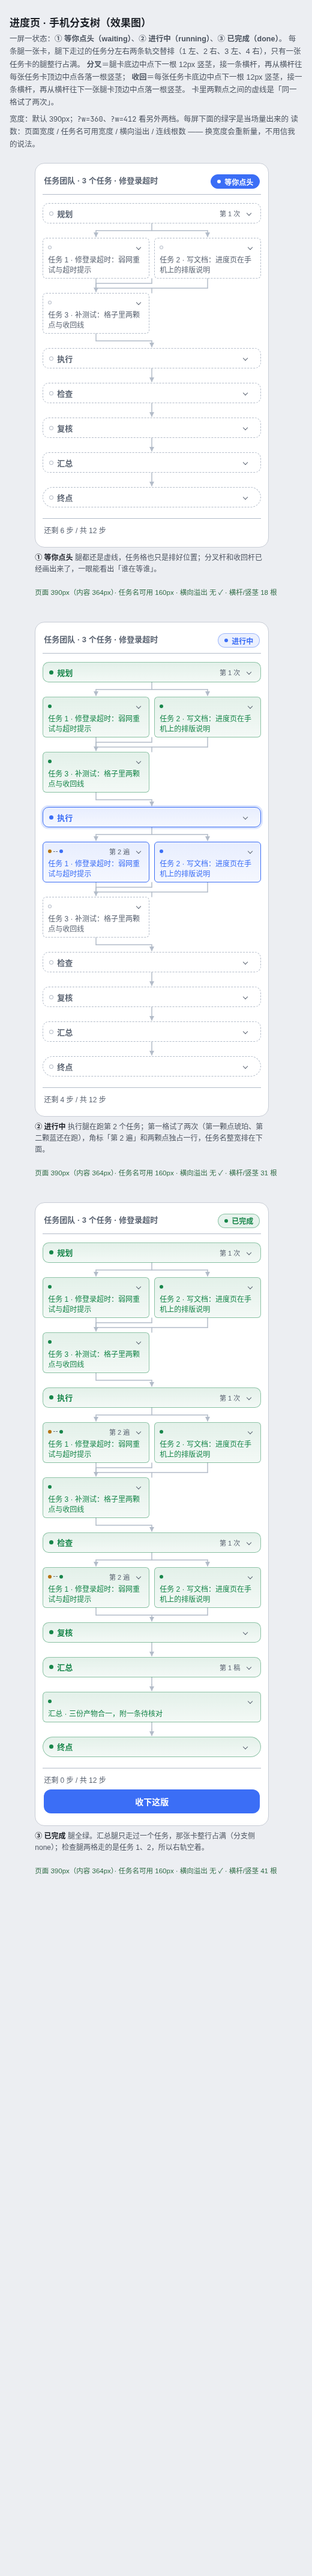 进度页 · 手机分支树（效果图）
一屏一状态：① 等你点头（waiting）、② 进行中（running）、③ 已完成（done）。 每
条腿一张卡，腿下走过的任务分左右两条轨交替排（1 左、2 右、3 左、4 右），只有一张
任务卡的腿整行占满。 分叉＝腿卡底边中点下一根 12px 竖茎，接一条横杆，再从横杆往
每张任务卡顶边中点各落一根竖茎； 收回＝每张任务卡底边中点下一根 12px 竖茎，接一
条横杆，再从横杆往下一张腿卡顶边中点落一根竖茎。 卡里两颗点之间的虚线是「同一
格试了两次」。
宽度：默认 390px；?w=360、?w=412 看另外两档。每屏下面的绿字是当场量出来的 读
数：页面宽度 / 任务名可用宽度 / 横向溢出 / 连线根数 —— 换宽度会重新量，不用信我
的说法。
任务团队 · 3 个任务 · 修登录超时
等你点头
规划
第 1 次
任务 1 · 修登录超时：弱网重
试与超时提示
任务 2 · 写文档：进度页在手
机上的排版说明
任务 3 · 补测试：格子里两颗
点与收回线
执行
检查
复核
汇总
终点
还剩 6 步 / 共 12 步
① 等你点头 腿都还是虚线，任务格也只是排好位置；分叉杆和收回杆已
经画出来了，一眼能看出「谁在等谁」。
页面 390px（内容 364px）· 任务名可用 160px · 横向溢出 无 ✓ · 横杆/竖茎 18 根
任务团队 · 3 个任务 · 修登录超时
进行中
规划
第 1 次
任务 1 · 修登录超时：弱网重
试与超时提示
任务 2 · 写文档：进度页在手
机上的排版说明
任务 3 · 补测试：格子里两颗
点与收回线
执行
第 2 遍
任务 1 · 修登录超时：弱网重
试与超时提示
任务 2 · 写文档：进度页在手
机上的排版说明
任务 3 · 补测试：格子里两颗
点与收回线
检查
复核
汇总
终点
还剩 4 步 / 共 12 步
② 进行中 执行腿在跑第 2 个任务；第一格试了两次（第一颗点琥珀、第
二颗蓝还在跑），角标「第 2 遍」和两颗点独占一行，任务名整宽排在下
面。
页面 390px（内容 364px）· 任务名可用 160px · 横向溢出 无 ✓ · 横杆/竖茎 31 根
任务团队 · 3 个任务 · 修登录超时
已完成
规划
第 1 次
任务 1 · 修登录超时：弱网重
试与超时提示
任务 2 · 写文档：进度页在手
机上的排版说明
任务 3 · 补测试：格子里两颗
点与收回线
执行
第 1 次
第 2 遍
任务 1 · 修登录超时：弱网重
试与超时提示
任务 2 · 写文档：进度页在手
机上的排版说明
任务 3 · 补测试：格子里两颗
点与收回线
检查
第 1 次
第 2 遍
任务 1 · 修登录超时：弱网重
试与超时提示
任务 2 · 写文档：进度页在手
机上的排版说明
复核
汇总
第 1 稿
汇总 · 三份产物合一，附一条待核对
终点
还剩 0 步 / 共 12 步
收下这版
③ 已完成 腿全绿。汇总腿只走过一个任务，那张卡整行占满（分支侧
none）；检查腿两格走的是任务 1、2，所以右轨空着。
页面 390px（内容 364px）· 任务名可用 160px · 横向溢出 无 ✓ · 横杆/竖茎 41 根